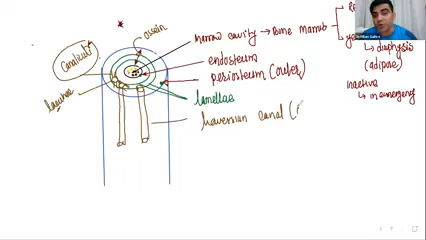 ossein
marrow cavity → Bone marrow
endosteum
canaliculi
periosteum (outer)
diaphysis
(adipose)
lacunae
lamellae
inactive
in emergency
haversian canal (